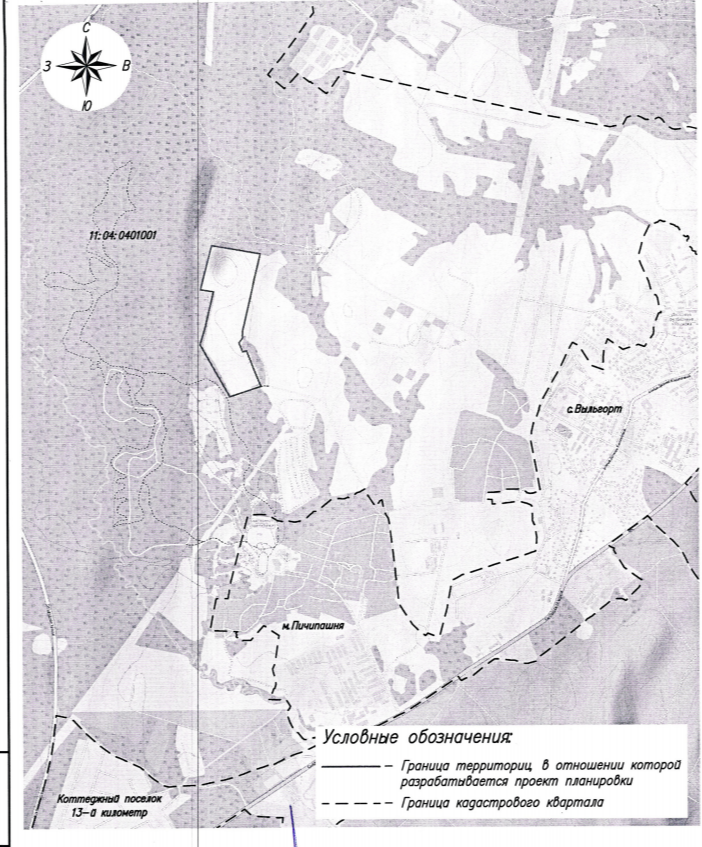 С
З
В
Ю
11:04:0401001
с.Выльгорт
м.Пичипашня
Условные обозначения:
Граница территории, в отношении которой
разрабатывается проект планировки
Граница кадастрового квартала
Коттеджный поселок
13-й километр